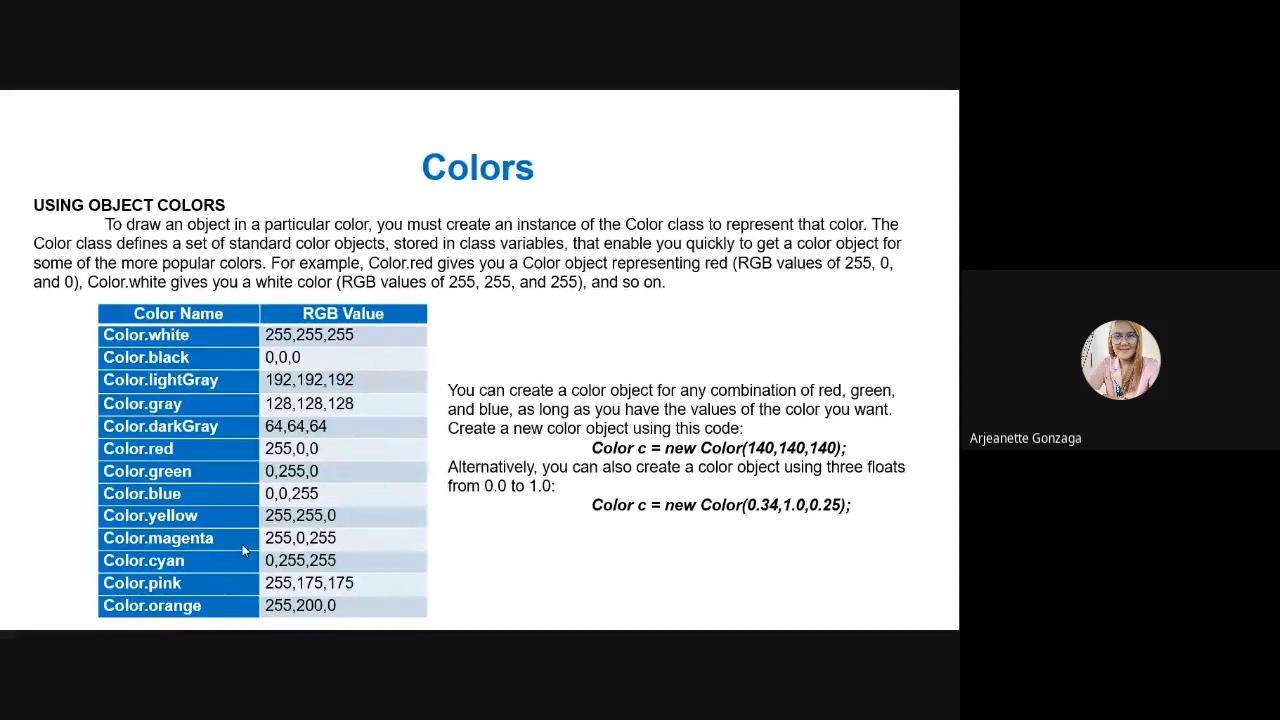 Colors
USING OBJECT COLORS
To draw an object in a particular color, you must create an instance of the Color class to represent that color. The
Color class defines a set of standard color objects, stored in class variables, that enable you quickly to get a color object for
some of the more popular colors. For example, Color.red gives you a Color object representing red (RGB values of 255, 0,
and 0), Color.white gives you a white color (RGB values of 255, 255, and 255), and so on.
Color Name RGB Value
Color.white 255,255,255
Color.black 0,0,0
Color.lightGray 192,192,192
Color.gray 128,128,128
Color.darkGray 64,64,64
Color.red 255,0,0
Color.green 0,255,0
Color.blue 0,0,255
Color.yellow 255,255,0
Color.magenta 255,0,255
Color.cyan 0,255,255
Color.pink 255,175,175
Color.orange 255,200,0
You can create a color object for any combination of red, green,
and blue, as long as you have the values of the color you want.
Create a new color object using this code:
Color c = new Color(140,140,140);
Alternatively, you can also create a color object using three floats
from 0.0 to 1.0:
Color c = new Color(0.34,1.0,0.25);
Arjeanette Gonzaga